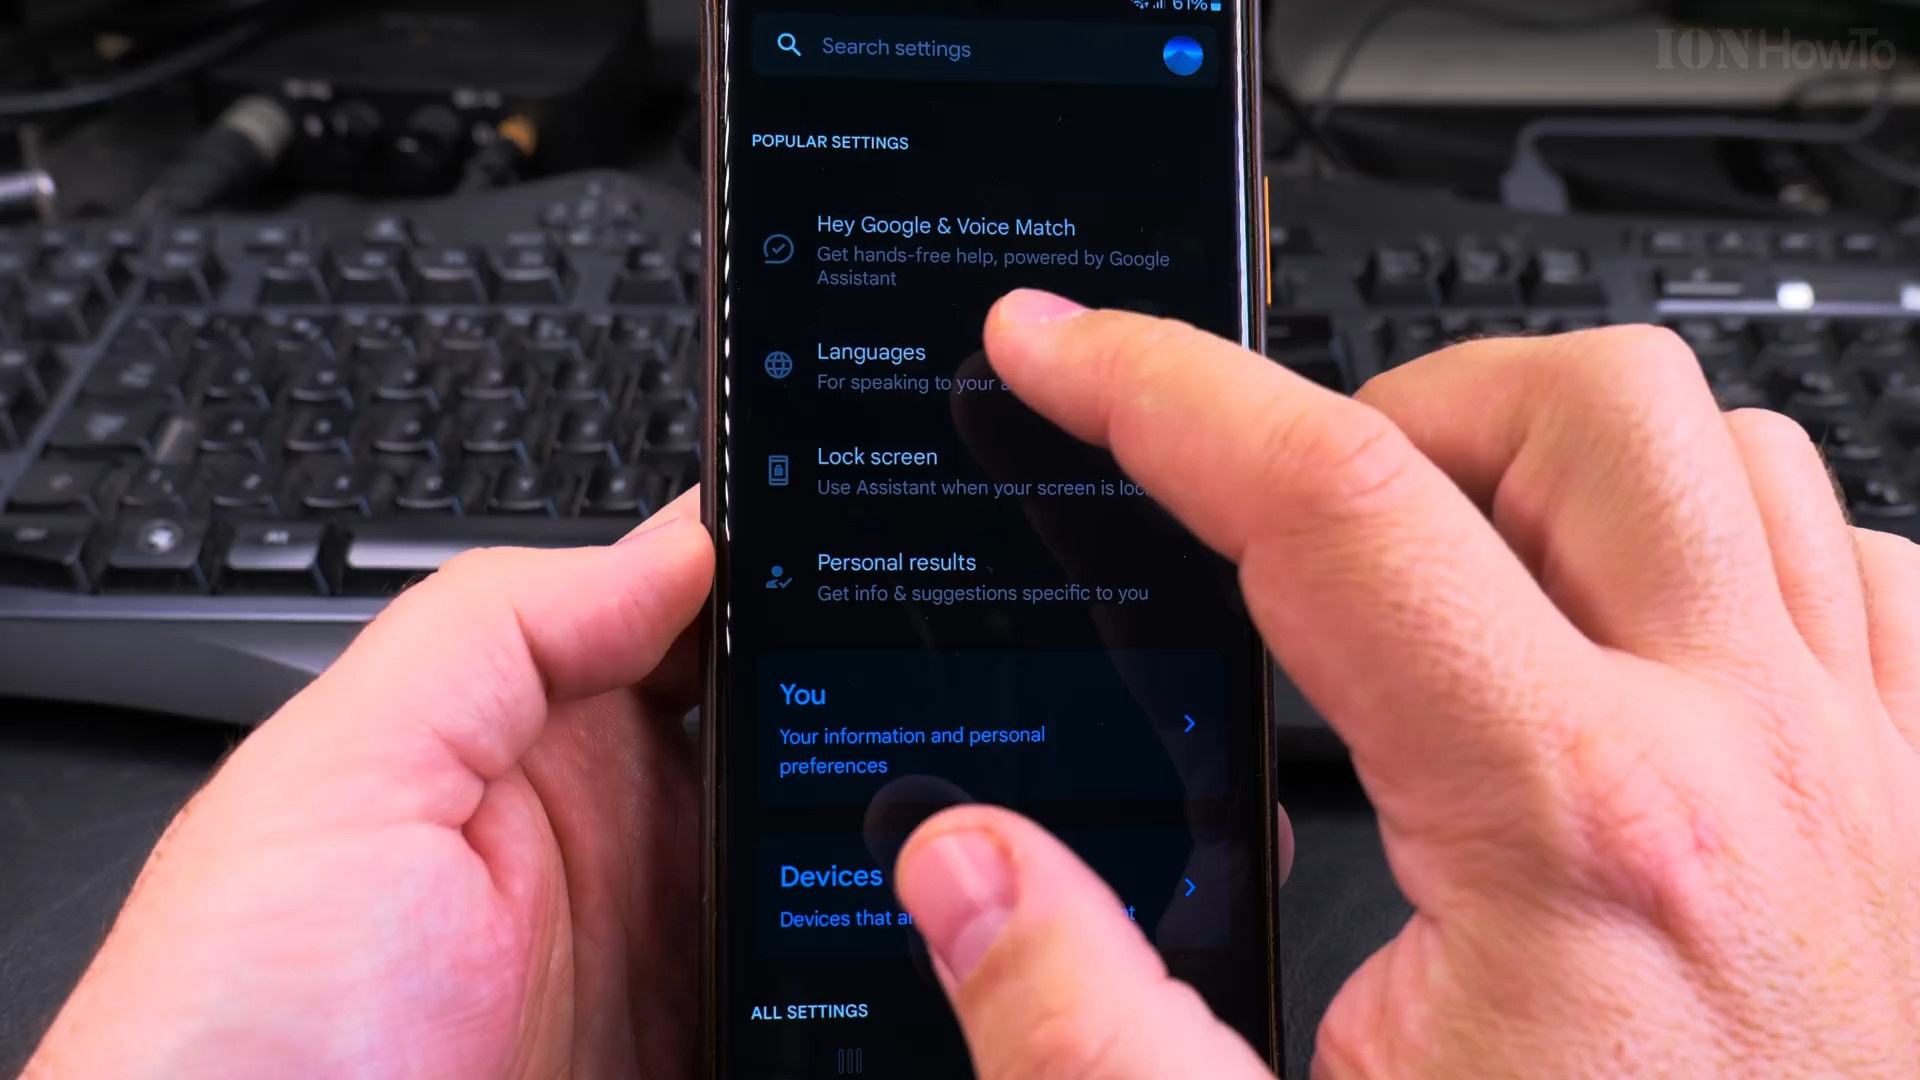 61%
Search settings
IONHowTo
POPULAR SETTINGS
Hey Google & Voice Match
Get hands-free help, powered by Google
Assistant
Languages
For speaking to your
Lock screen
Use Assistant when your screen is
Personal results
Get info & suggestions specific to you
You
Your information and personal
preferences
Devices
Devices that
ALL SETTINGS